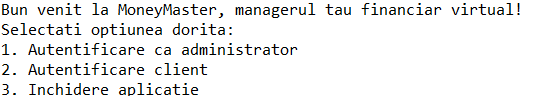 Bun venit la MoneyMaster, managerul tau financiar virtual!
Selectati optiunea dorita:
1. Autentificare ca administrator
2. Autentificare client
3. Inchidere aplicatie